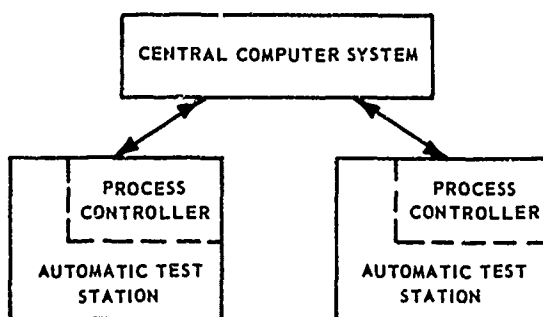 CENTRAL COMPUTER SYSTEM
PROCESS
CONTROLLER
AUTOMATIC TEST
STATION
PROCESS
CONTROLLER
AUTOMATIC TEST
STATION